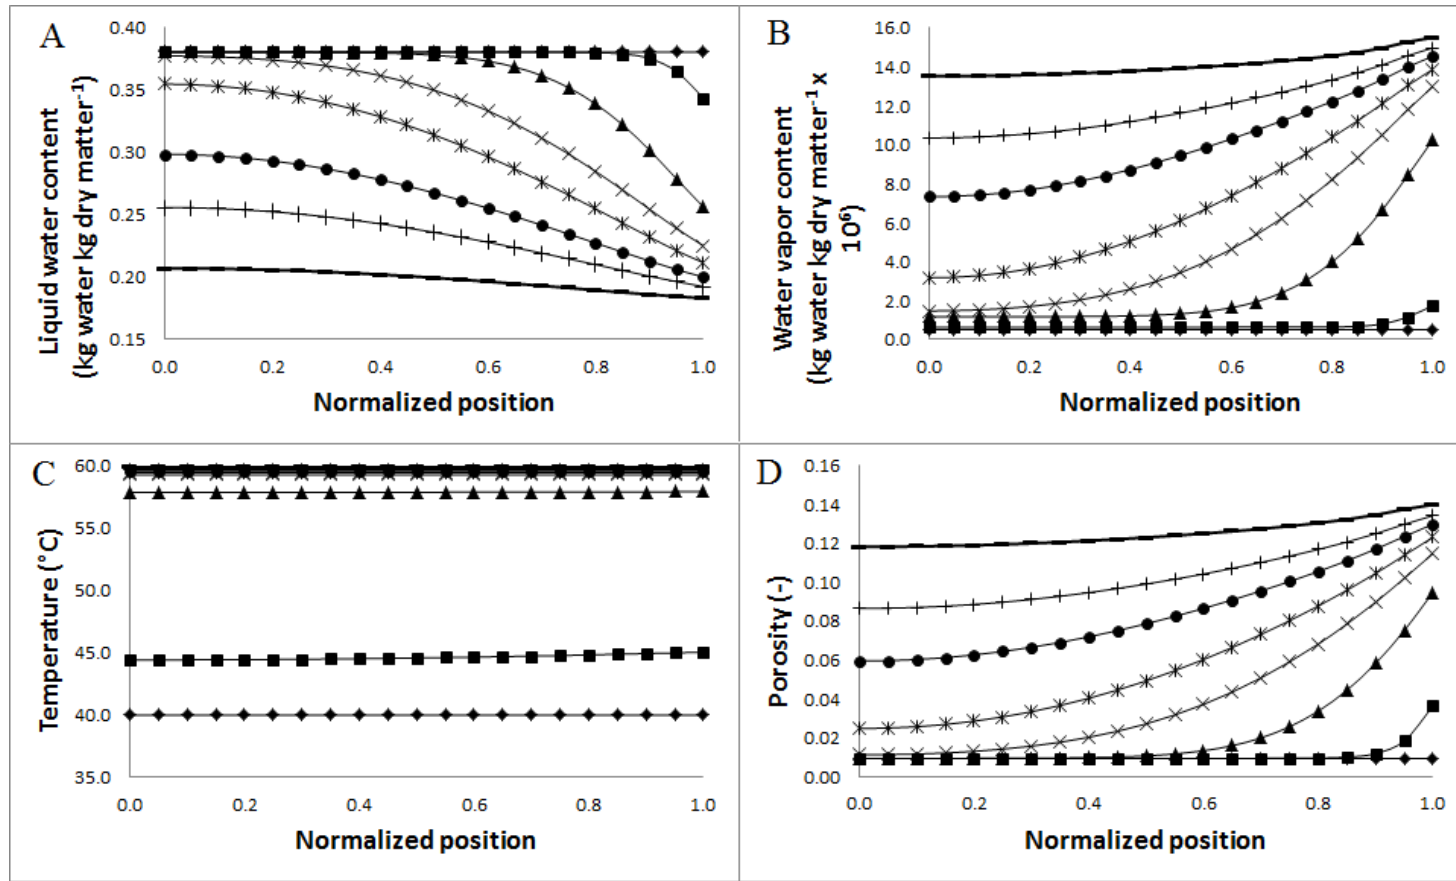 A
Liquid water content
(kg water kg dry matter-1)
0.40
0.35
0.30
0.25
0.20
0.15
0.0 0.2 0.4 0.6 0.8 1.0
Normalized position
B
Water vapor content
(kg water kg dry matter-1 x
10⁶)
16.0
14.0
12.0
10.0
8.0
6.0
4.0
2.0
0.0
0.0 0.2 0.4 0.6 0.8 1.0
Normalized position
C
Temperature (°C)
60.0
55.0
50.0
45.0
40.0
35.0
0.0 0.2 0.4 0.6 0.8 1.0
Normalized position
D
Porosity (-)
0.16
0.14
0.12
0.10
0.08
0.06
0.04
0.02
0.00
0.0 0.2 0.4 0.6 0.8 1.0
Normalized position